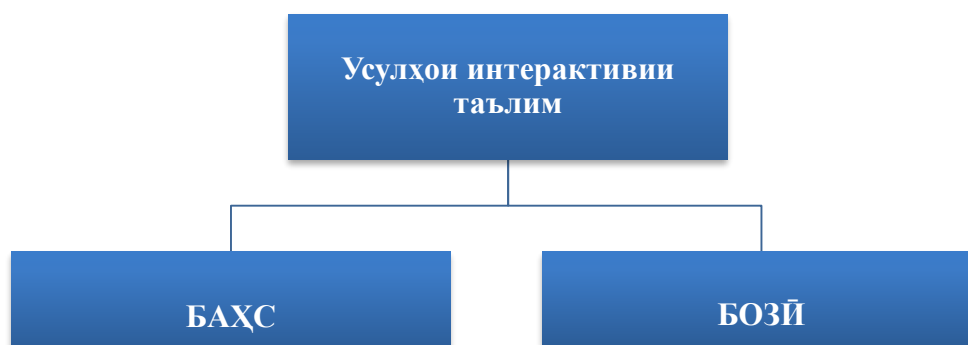 Усулҳои интерактивии
таълим
БАҲС
БОЗӢ